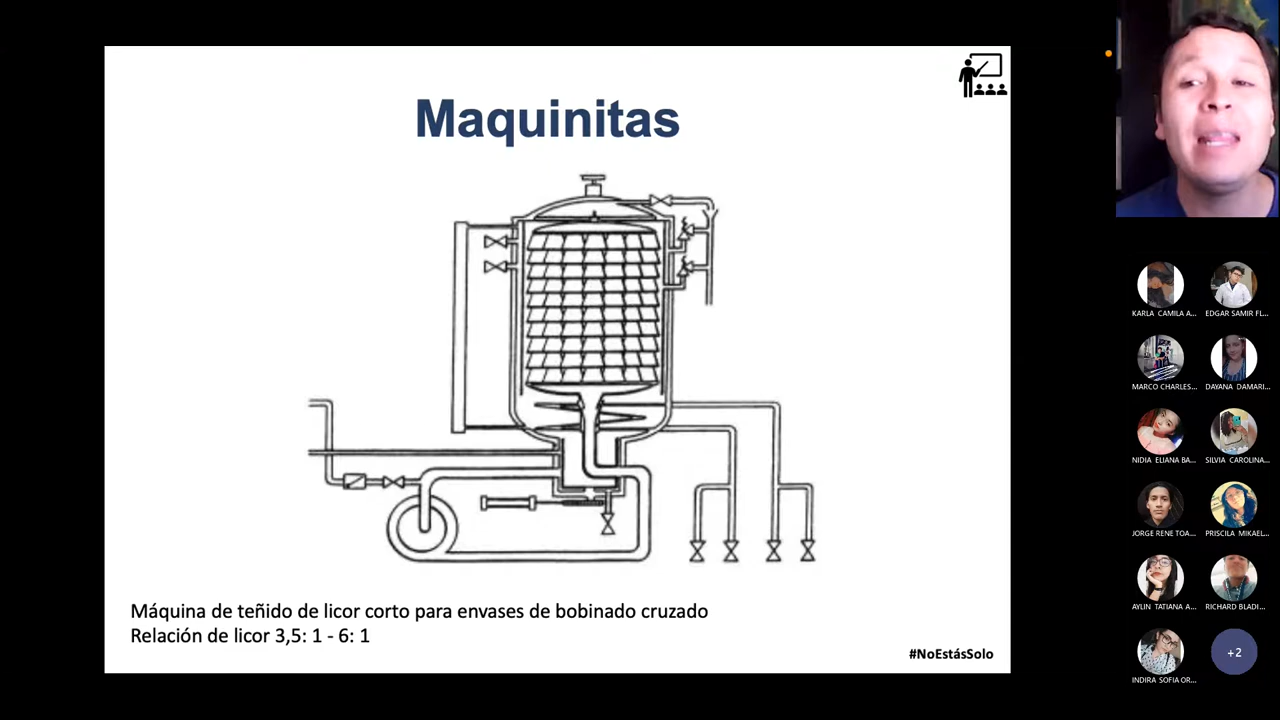 Maquinitas
Máquina de teñido de licor corto para envases de bobinado cruzado
Relación de licor 3,5: 1 - 6: 1
#NoEstásSolo
KARLA CAMILA A...
EDGAR SAMIR FL...
MARCO CHARLES...
DAYANA DAMARI...
NIDIA ELIANA BA...
SILVIA CAROLINA...
JORGE RENE TOA...
PRISCILA MIKAEL...
AYLIN TATIANA A...
RICHARD BLADI...
INDIRA SOFIA OR...
+2